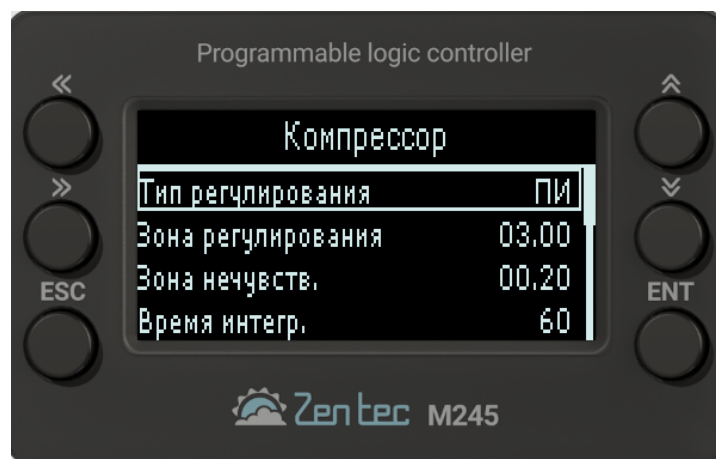 Programmable logic controller
«
Компрессор
Тип регулирования ПИ
»
Зона регулирования 03.00
ESC
Зона нечувств. 00.20
ENT
Время интегр. 60
Zentec M245